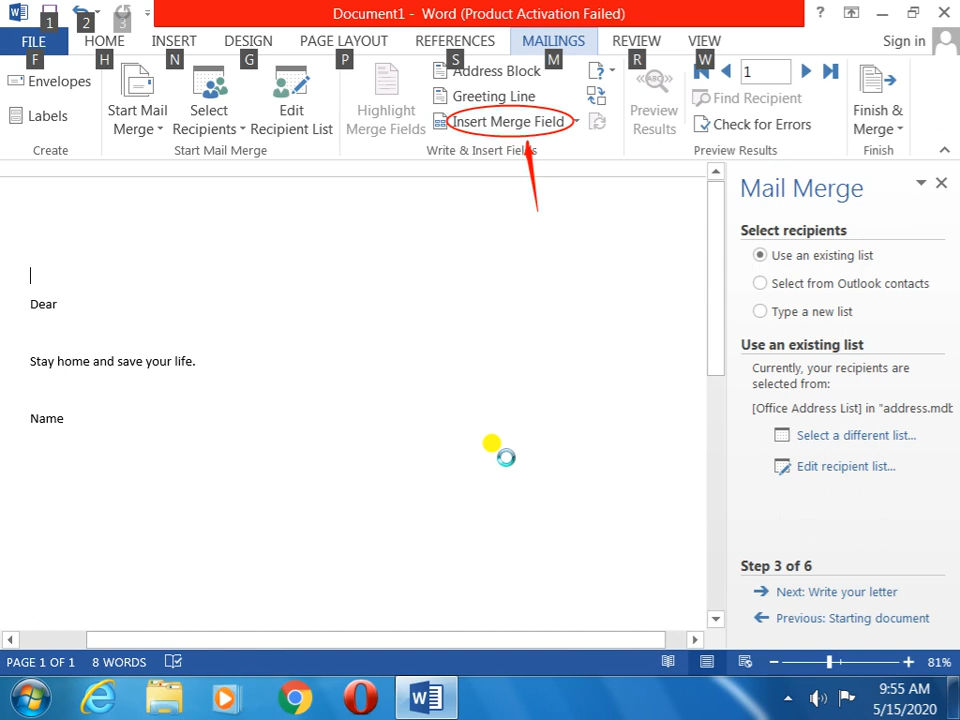 Document1 - Word (Product Activation Failed)
?
1
2
3
FILE HOME INSERT DESIGN PAGE LAYOUT REFERENCES MAILINGS REVIEW VIEW Sign in
F H N G P S M R W
Envelopes
Labels
Create
Start Mail
Merge
Select
Recipients
Edit
Recipient List
Start Mail Merge
Highlight
Merge Fields
Address Block
Greeting Line
Insert Merge Field
Write & Insert Fields
Preview
Results
ABC
1
Find Recipient
Check for Errors
Preview Results
Finish &
Merge
Finish
Dear
Stay home and save your life.
Name
Mail Merge
Select recipients
Use an existing list
Select from Outlook contacts
Type a new list
Use an existing list
Currently, your recipients are
selected from:
[Office Address List] in "address.mdb
Select a different list...
Edit recipient list...
Step 3 of 6
Next: Write your letter
Previous: Starting document
PAGE 1 OF 1 8 WORDS 81%
9:55 AM
5/15/2020